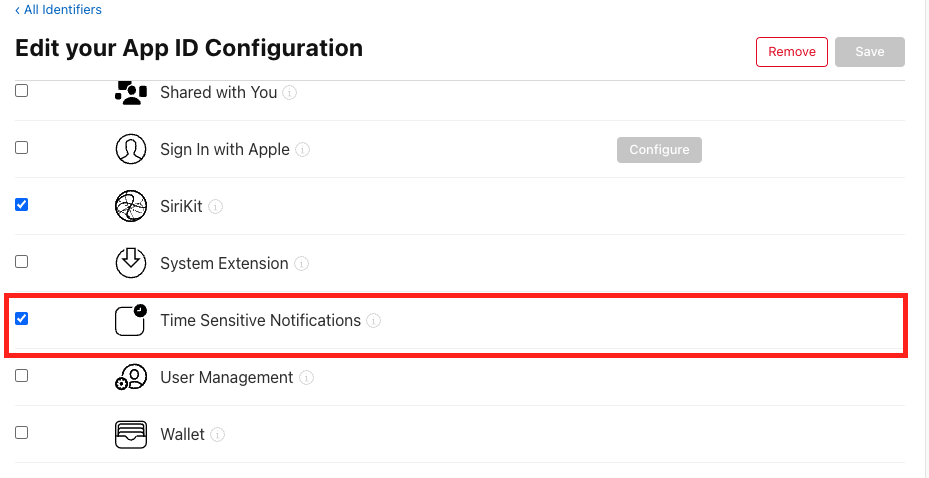 ‹ All Identifiers
Edit your App ID Configuration
Remove
Save
Shared with You
Sign In with Apple
Configure
SiriKit
System Extension
Time Sensitive Notifications
User Management
Wallet